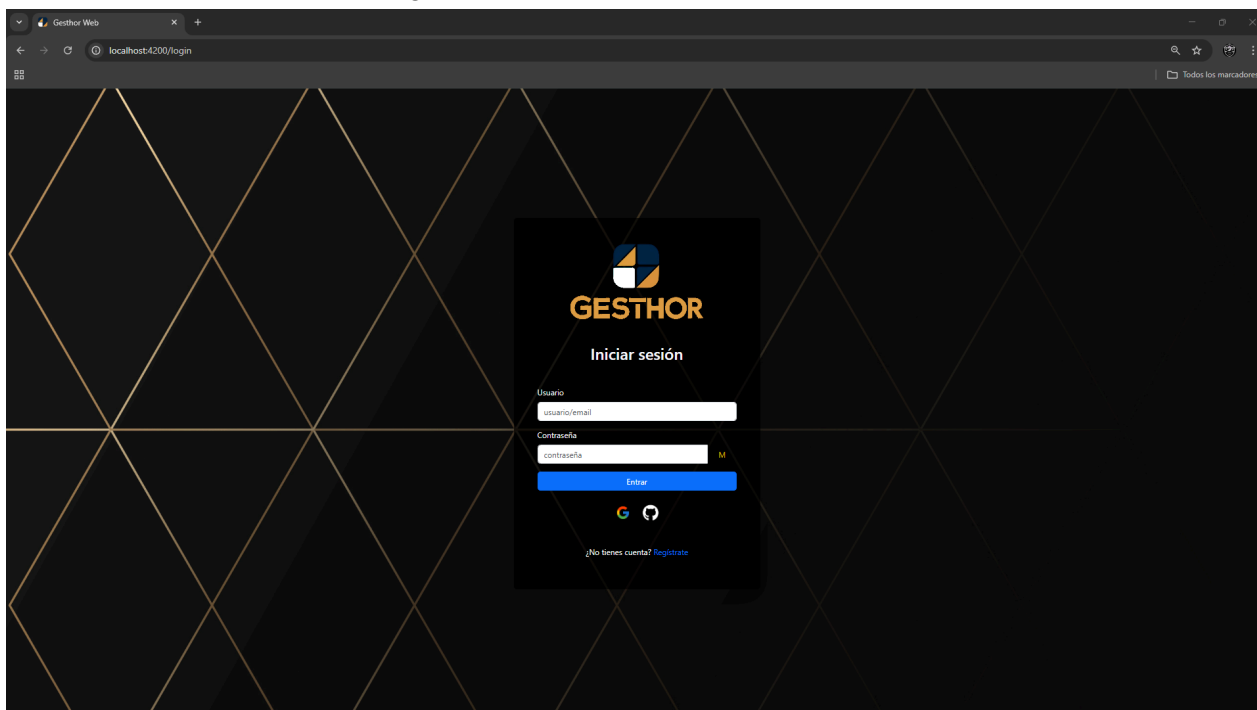 Gesthor Web
localhost:4200/login
Todos los marcadores
GESTHOR
Iniciar sesión
Usuario
usuario/email
Contraseña
contraseña M
Entrar
¿No tienes cuenta? Regístrate